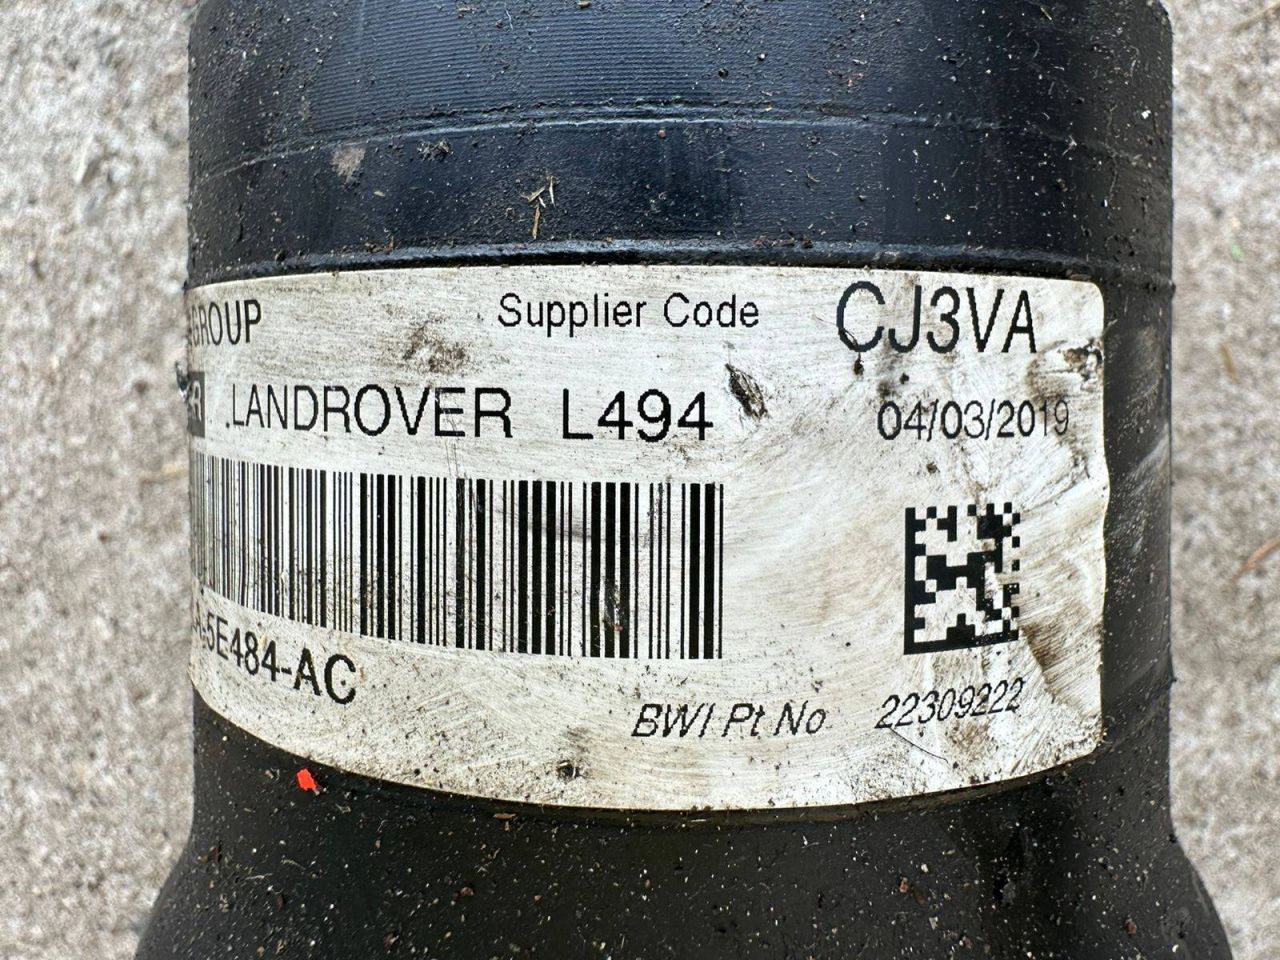 GROUP Supplier Code CJ3VA
LANDROVER L494 04/03/2019
5E484-AC
BWI Pt No 22309222